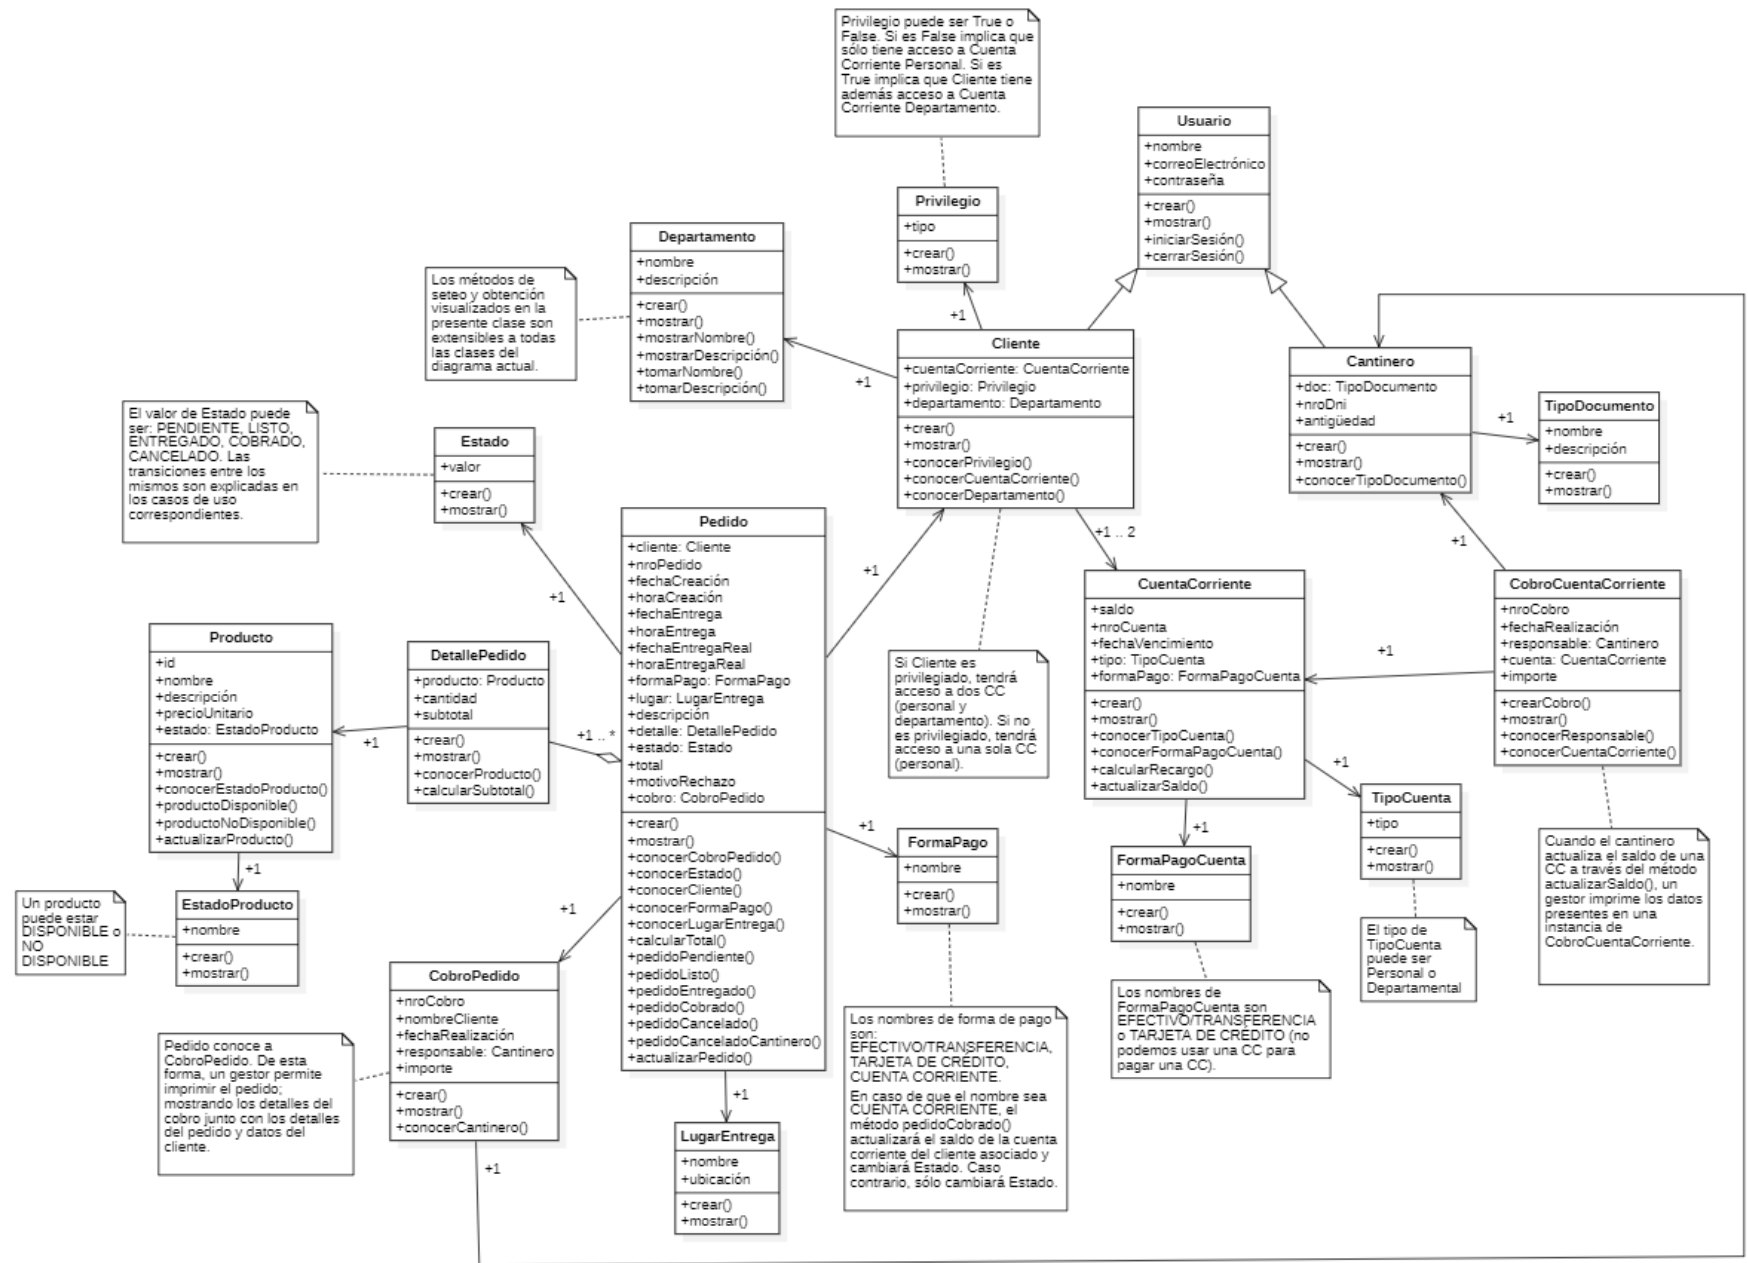 Privilegio puede ser True o
False. Si es False implica que
sólo tiene acceso a Cuenta
Corriente Personal. Si es
True implica que Cliente tiene
además acceso a Cuenta
Corriente Departamento.
Usuario
+nombre
+correoElectrónico
+contraseña
+crear()
+mostrar()
+iniciarSesión()
+cerrarSesión()
Privilegio
+tipo
+crear()
+mostrar()
Departamento
+nombre
+descripción
+crear()
+mostrar()
+mostrarNombre()
+mostrarDescripción()
+tomarNombre()
+tomarDescripción()
Los métodos de
seteo y obtención
visualizados en la
presente clase son
extensibles a todas
las clases del
diagrama actual.
+1
+1
Cliente
+cuentaCorriente: CuentaCorriente
+privilegio: Privilegio
+departamento: Departamento
+crear()
+mostrar()
+conocerPrivilegio()
+conocerCuentaCorriente()
+conocerDepartamento()
Cantinero
+doc: TipoDocumento
+nroDni
+antigüedad
+crear()
+mostrar()
+conocerTipoDocumento()
+1
TipoDocumento
+nombre
+descripción
+crear()
+mostrar()
El valor de Estado puede
ser: PENDIENTE, LISTO,
ENTREGADO, COBRADO,
CANCELADO. Las
transiciones entre los
mismos son explicadas en
los casos de uso
correspondientes.
Estado
+valor
+crear()
+mostrar()
+1
Pedido
+cliente: Cliente
+nroPedido
+fechaCreación
+horaCreación
+fechaEntrega
+horaEntrega
+fechaEntregaReal
+horaEntregaReal
+formaPago: FormaPago
+lugar: LugarEntrega
+descripción
+detalle: DetallePedido
+estado: Estado
+total
+motivoRechazo
+cobro: CobroPedido
+crear()
+mostrar()
+conocerCobroPedido()
+conocerEstado()
+conocerCliente()
+conocerFormaPago()
+conocerLugarEntrega()
+calcularTotal()
+pedidoPendiente()
+pedidoListo()
+pedidoEntregado()
+pedidoCobrado()
+pedidoCancelado()
+pedidoCanceladoCantinero()
+actualizarPedido()
+1
+1 .. 2
+1
CuentaCorriente
+saldo
+nroCuenta
+fechaVencimiento
+tipo: TipoCuenta
+formaPago: FormaPagoCuenta
+crear()
+mostrar()
+conocerTipoCuenta()
+conocerFormaPagoCuenta()
+calcularRecargo()
+actualizarSaldo()
+1
CobroCuentaCorriente
+nroCobro
+fechaRealización
+responsable: Cantinero
+cuenta: CuentaCorriente
+importe
+crearCobro()
+mostrar()
+conocerResponsable()
+conocerCuentaCorriente()
Producto
+id
+nombre
+descripción
+precioUnitario
+estado: EstadoProducto
+crear()
+mostrar()
+conocerEstadoProducto()
+productoDisponible()
+productoNoDisponible()
+actualizarProducto()
+1
DetallePedido
+producto: Producto
+cantidad
+subtotal
+crear()
+mostrar()
+conocerProducto()
+calcularSubtotal()
+1 .. *
Si Cliente es
privilegiado, tendrá
acceso a dos CC
(personal y
departamento). Si no
es privilegiado, tendrá
acceso a una sola CC
(personal).
+1
TipoCuenta
+tipo
+crear()
+mostrar()
+1
FormaPago
+nombre
+crear()
+mostrar()
+1
FormaPagoCuenta
+nombre
+crear()
+mostrar()
Cuando el cantinero
actualiza el saldo de una
CC a través del método
actualizarSaldo(), un
gestor imprime los datos
presentes en una
instancia de
CobroCuentaCorriente.
+1
Un producto
puede estar
DISPONIBLE o
NO
DISPONIBLE
EstadoProducto
+nombre
+crear()
+mostrar()
+1
El tipo de
TipoCuenta
puede ser
Personal o
Departamental
CobroPedido
+nroCobro
+nombreCliente
+fechaRealización
+responsable: Cantinero
+importe
+crear()
+mostrar()
+conocerCantinero()
Los nombres de
FormaPagoCuenta son
EFECTIVO/TRANSFERENCIA
o TARJETA DE CRÉDITO (no
podemos usar una CC para
pagar una CC).
Los nombres de forma de pago
son:
EFECTIVO/TRANSFERENCIA,
TARJETA DE CRÉDITO,
CUENTA CORRIENTE.
En caso de que el nombre sea
CUENTA CORRIENTE, el
método pedidoCobrado()
actualizará el saldo de la cuenta
corriente del cliente asociado y
cambiará Estado. Caso
contrario, sólo cambiará Estado.
Pedido conoce a
CobroPedido. De esta
forma, un gestor permite
imprimir el pedido;
mostrando los detalles del
cobro junto con los detalles
del pedido y datos del
cliente.
+1
+1
LugarEntrega
+nombre
+ubicación
+crear()
+mostrar()